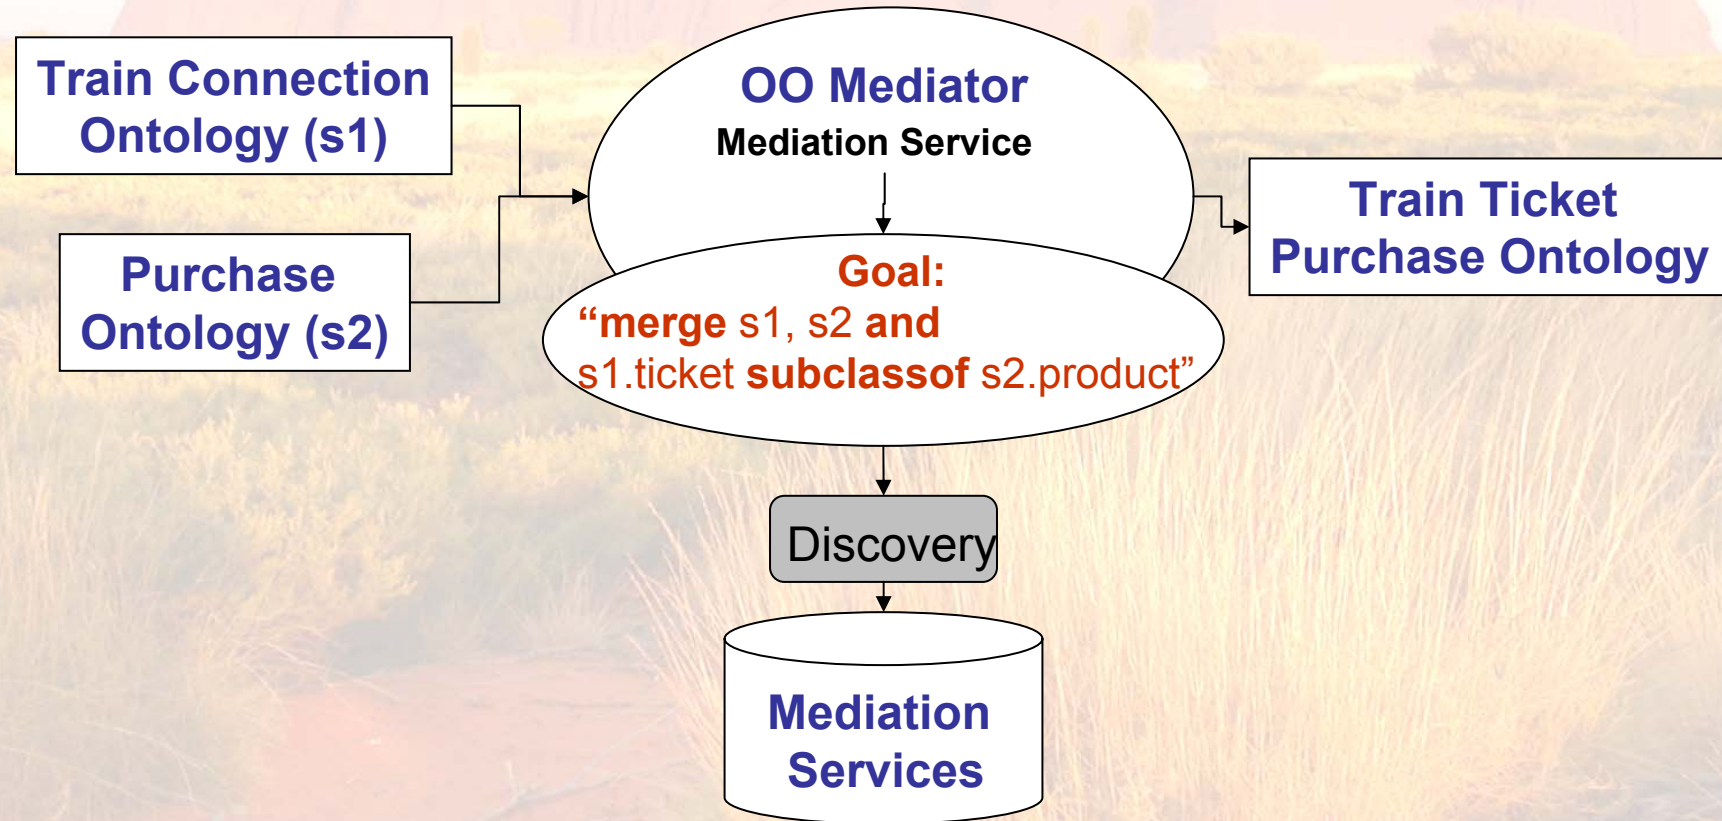 Train Connection
Ontology (s1)
Purchase
Ontology (s2)
OO Mediator
Mediation Service
Goal:
“merge s1, s2 and
s1.ticket subclassof s2.product”
Train Ticket
Purchase Ontology
Discovery
Mediation
Services